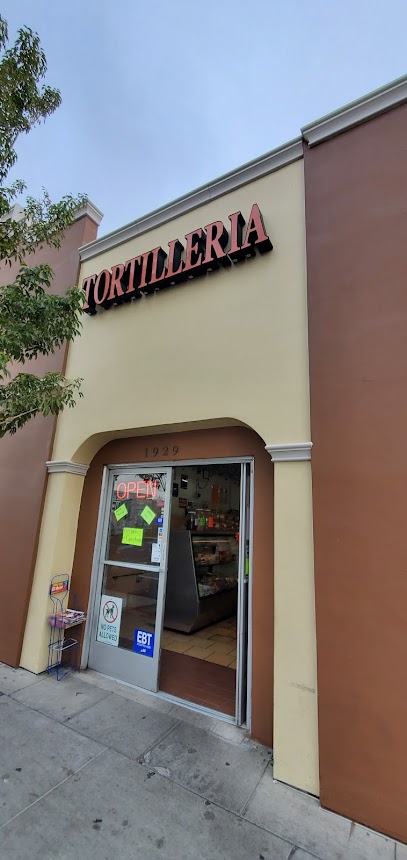 TORTILLERIA
1929
OPEN
NO PETS
ALLOWED
EBT